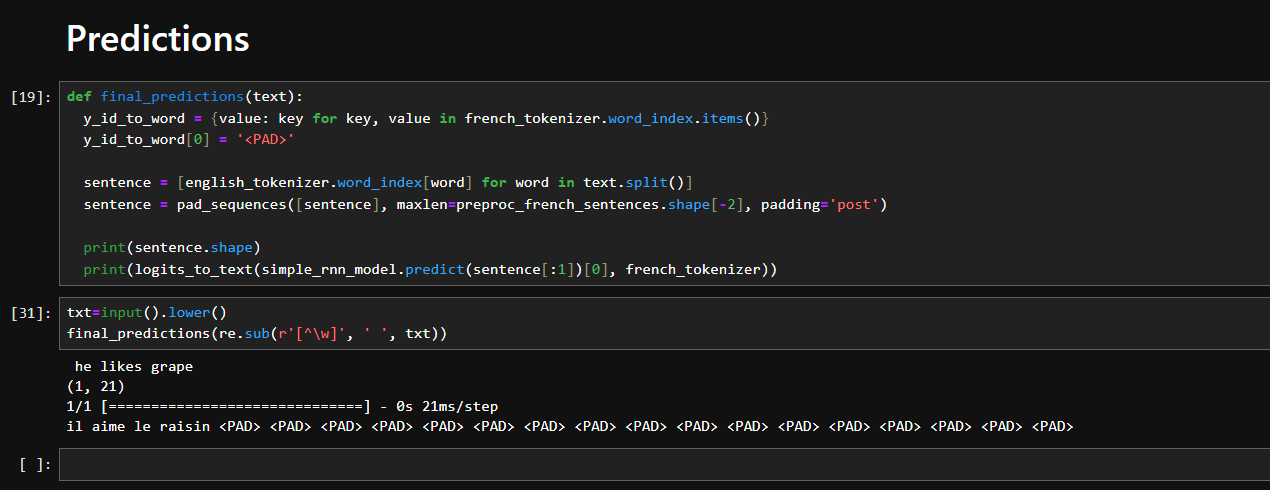 Predictions
[19]:
def final_predictions(text):
  y_id_to_word = {value: key for key, value in french_tokenizer.word_index.items()}
  y_id_to_word[0] = '<PAD>'
  sentence = [english_tokenizer.word_index[word] for word in text.split()]
  sentence = pad_sequences([sentence], maxlen=preproc_french_sentences.shape[-2], padding='post')
  print(sentence.shape)
  print(logits_to_text(simple_rnn_model.predict(sentence[:1])[0], french_tokenizer))
[31]:
txt=input().lower()
final_predictions(re.sub(r'[^\w]', ' ', txt))
he likes grape
(1, 21)
1/1 [==============================] - 0s 21ms/step
il aime le raisin <PAD> <PAD> <PAD> <PAD> <PAD> <PAD> <PAD> <PAD> <PAD> <PAD> <PAD> <PAD> <PAD> <PAD> <PAD> <PAD> <PAD>
[ ]: